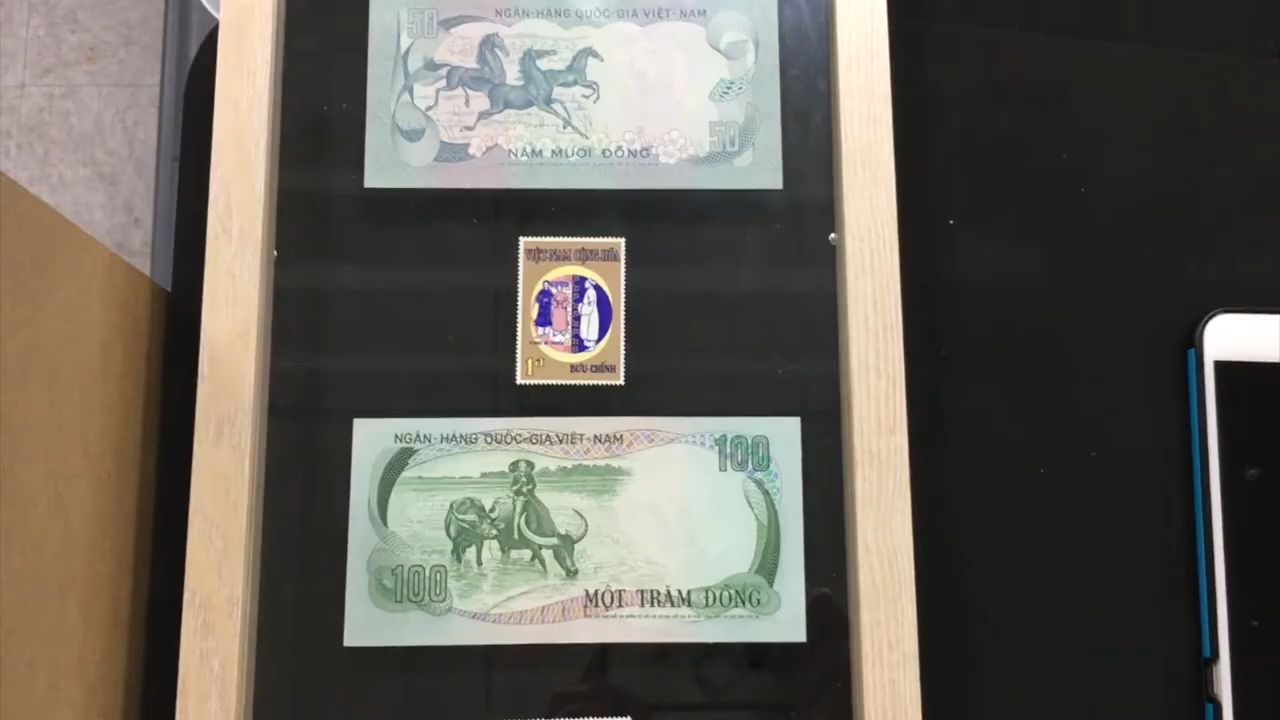 50
NGÂN-HÀNG QUỐC-GIA VIỆT-NAM
50
NĂM MƯƠI ĐỒNG
VIỆT-NAM CỘNG-HÒA
1đ
BƯU-CHÍNH
NGÂN-HÀNG QUỐC-GIA VIỆT-NAM
100
100
MỘT TRĂM ĐỒNG